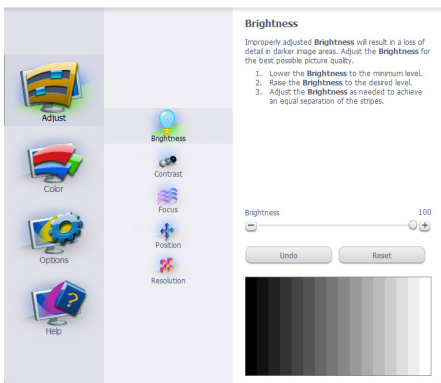 Adjust
Color
Options
Help
Brightness
Contrast
Focus
Position
Resolution
Brightness
Improperly adjusted Brightness will result in a loss of
detail in darker image areas. Adjust the Brightness for
the best possible picture quality.
1. Lower the Brightness to the minimum level.
2. Raise the Brightness to the desired level.
3. Adjust the Brightness as needed to achieve
an equal separation of the stripes.
Brightness 100
Undo Reset